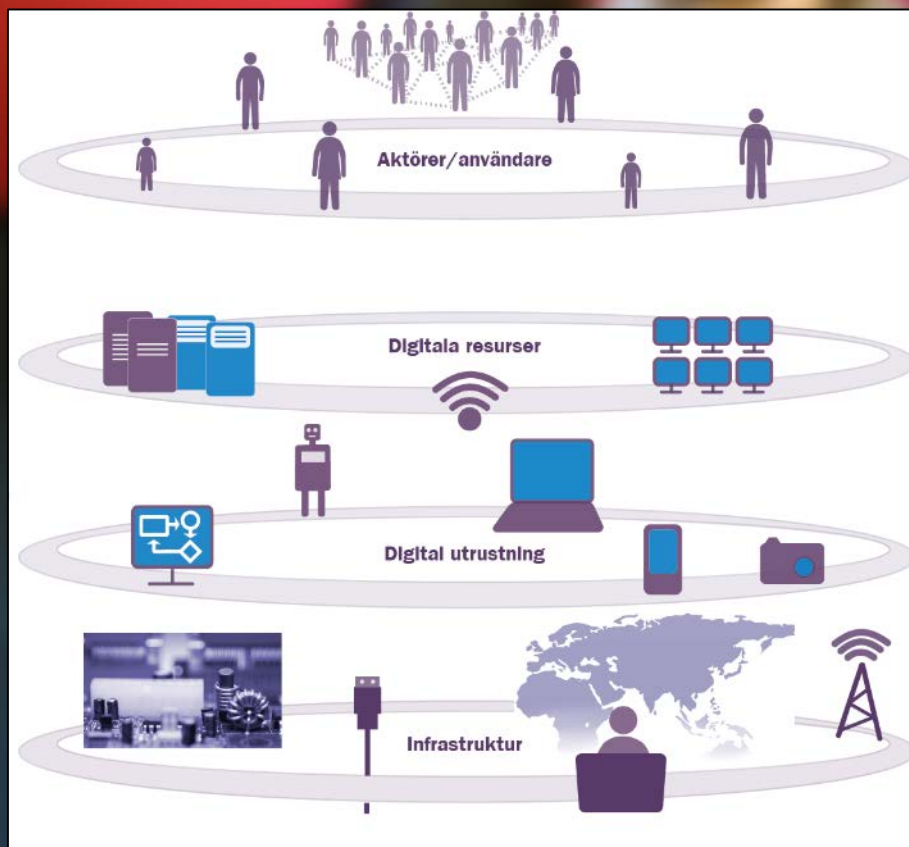 Aktörer/användare
Digitala resurser
Digital utrustning
Infrastruktur